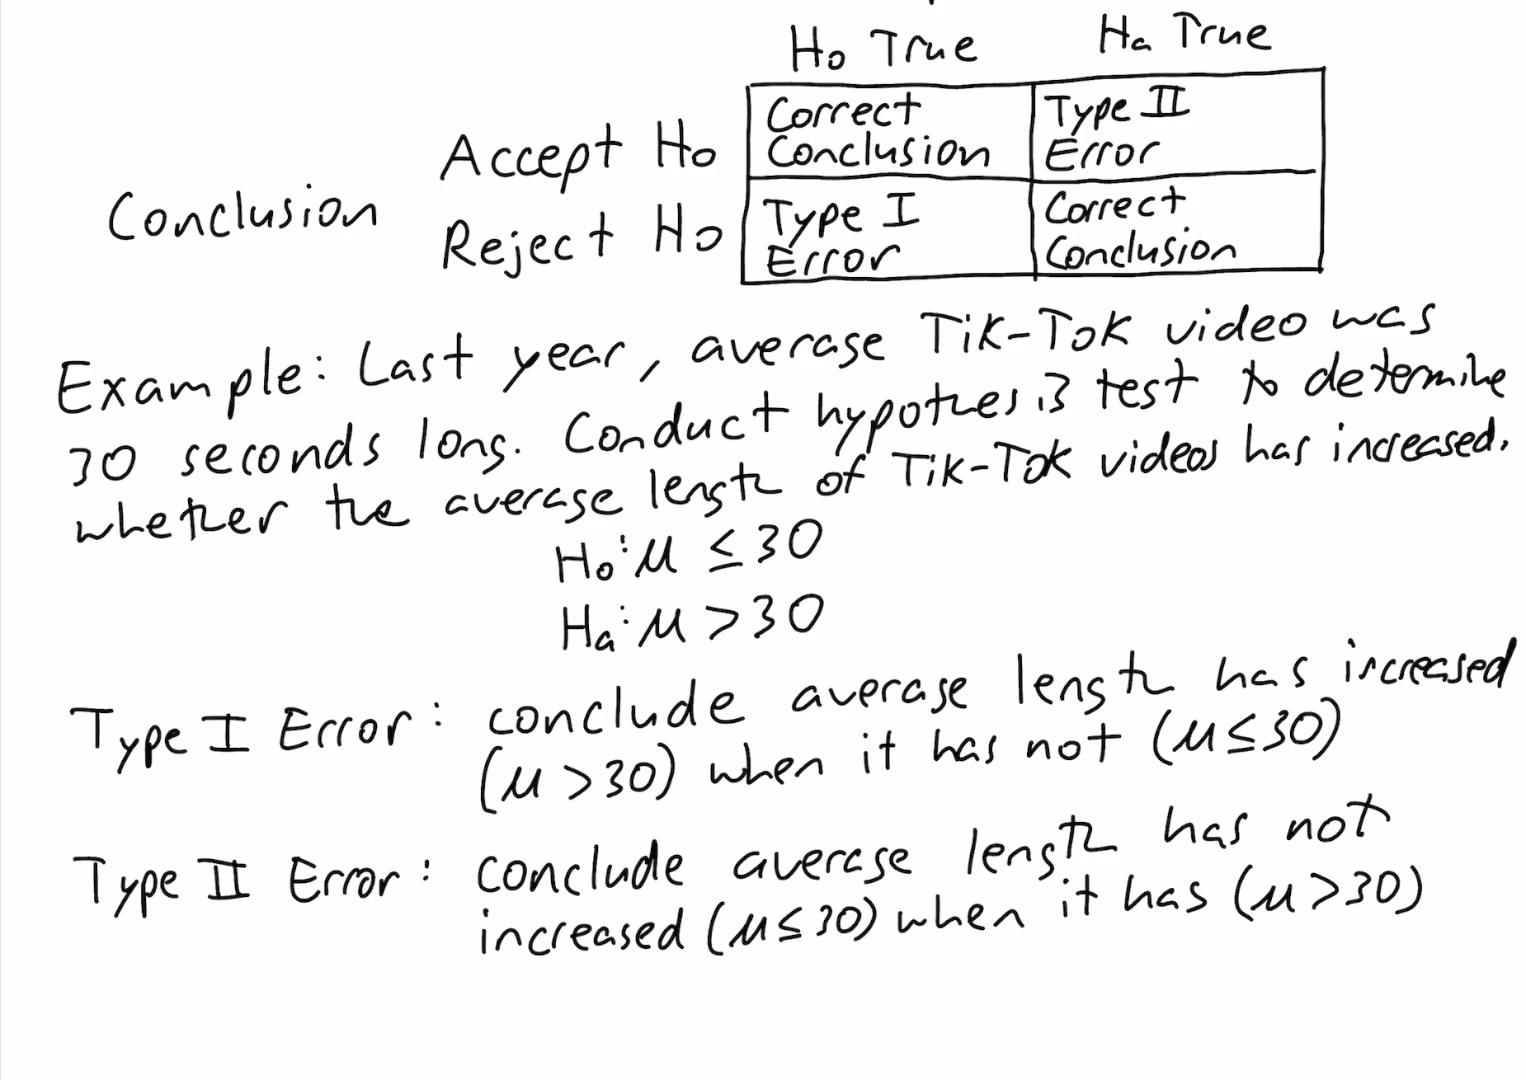 Ho True Ha True
Correct Conclusion Type II Error
Accept Ho
Conclusion
Reject Ho
Type I Error Correct Conclusion
Example: Last year, average Tik-Tok video was
30 seconds long. Conduct hypothesis test to determine
whether the average length of Tik-Tok videos has increased.
Ho: μ ≤ 30
Ha: μ > 30
Type I Error: conclude average length has increased
(μ > 30) when it has not (μ ≤ 30)
Type II Error: conclude average length has not
increased (μ ≤ 30) when it has (μ > 30)